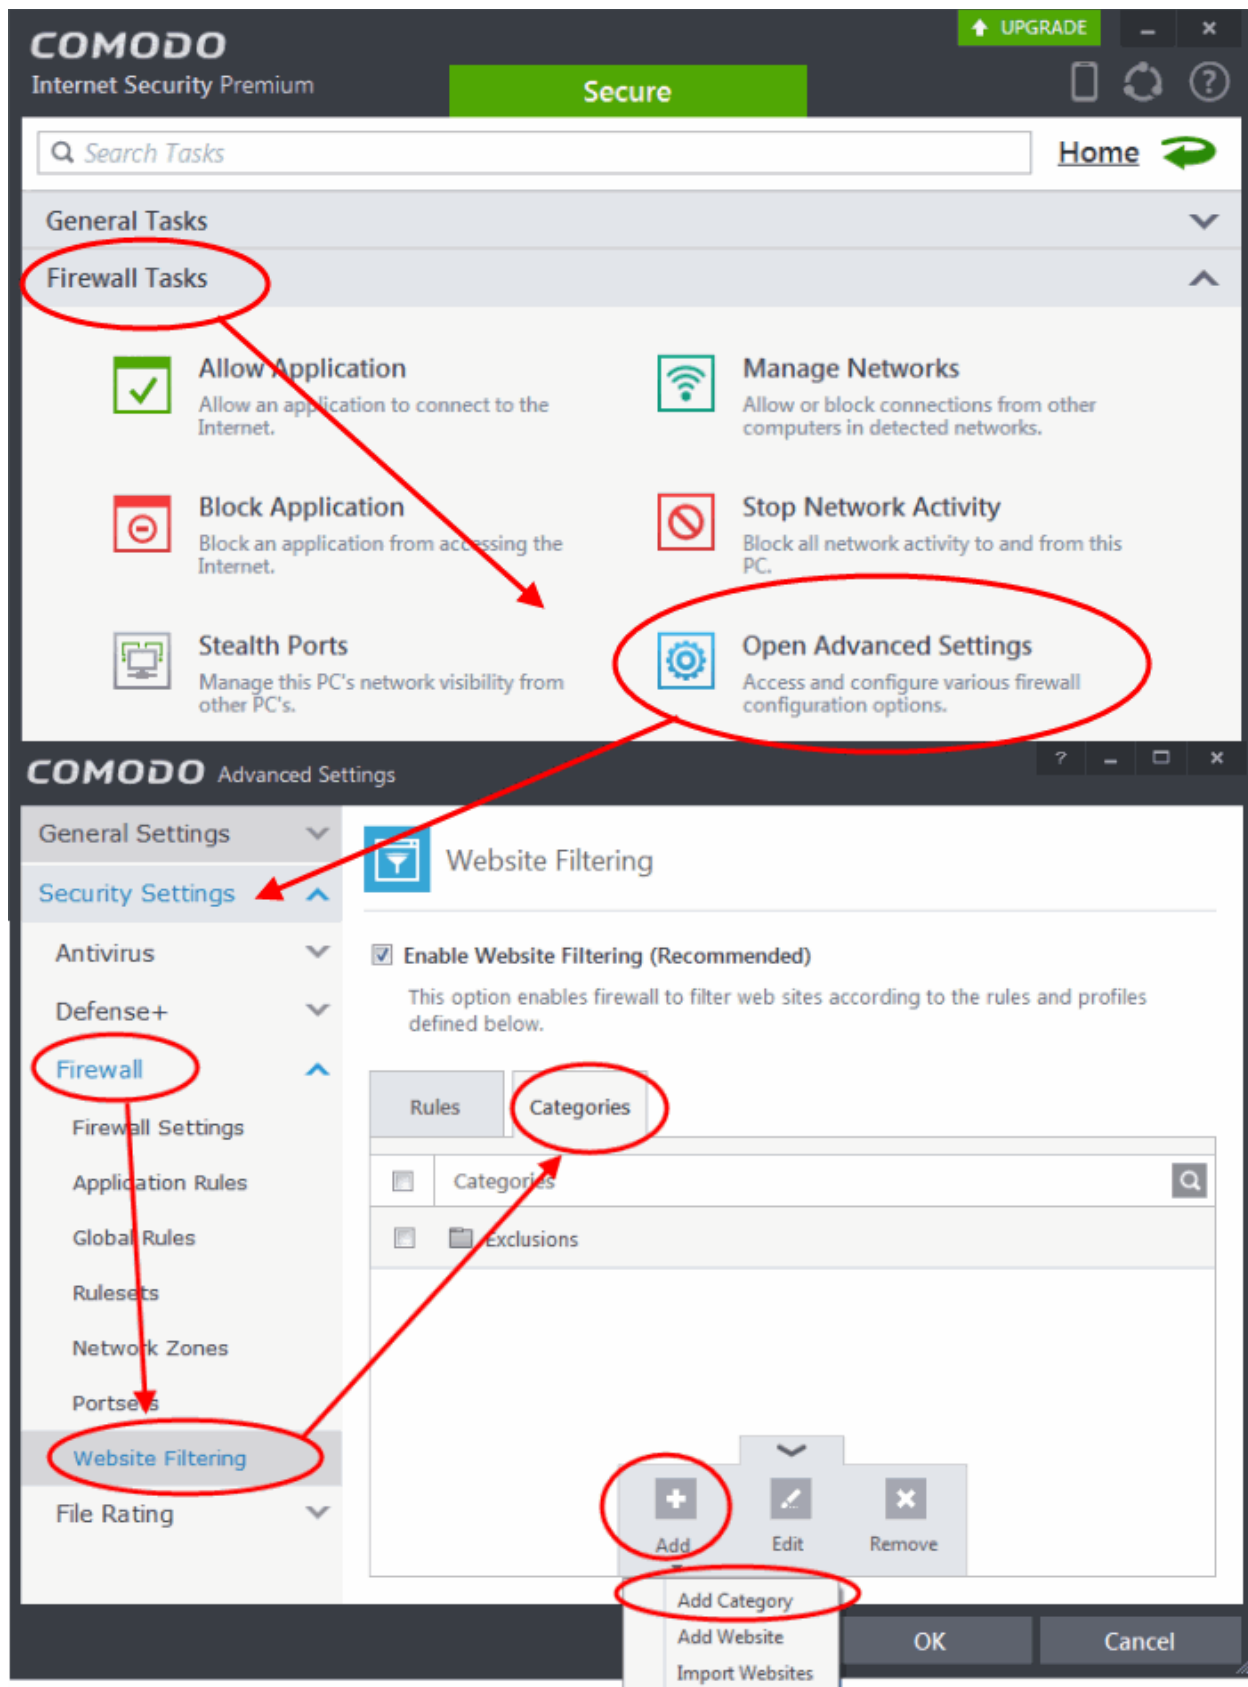 COMODO
UPGRADE
Internet Security Premium
Secure
Search Tasks
Home
General Tasks
Firewall Tasks
Allow Application
Allow an application to connect to the
Internet.
Manage Networks
Allow or block connections from other
computers in detected networks.
Block Application
Block an application from accessing the
Internet.
Stop Network Activity
Block all network activity to and from this
PC.
Stealth Ports
Manage this PC's network visibility from
other PC's.
Open Advanced Settings
Access and configure various firewall
configuration options.
COMODO Advanced Settings
General Settings
Security Settings
Antivirus
Defense+
Firewall
Firewall Settings
Application Rules
Global Rules
Rulesets
Network Zones
Portsets
Website Filtering
File Rating
Website Filtering
Enable Website Filtering (Recommended)
This option enables firewall to filter web sites according to the rules and profiles
defined below.
Rules
Categories
Categories
Exclusions
Add
Edit
Remove
Add Category
Add Website
Import Websites
OK
Cancel